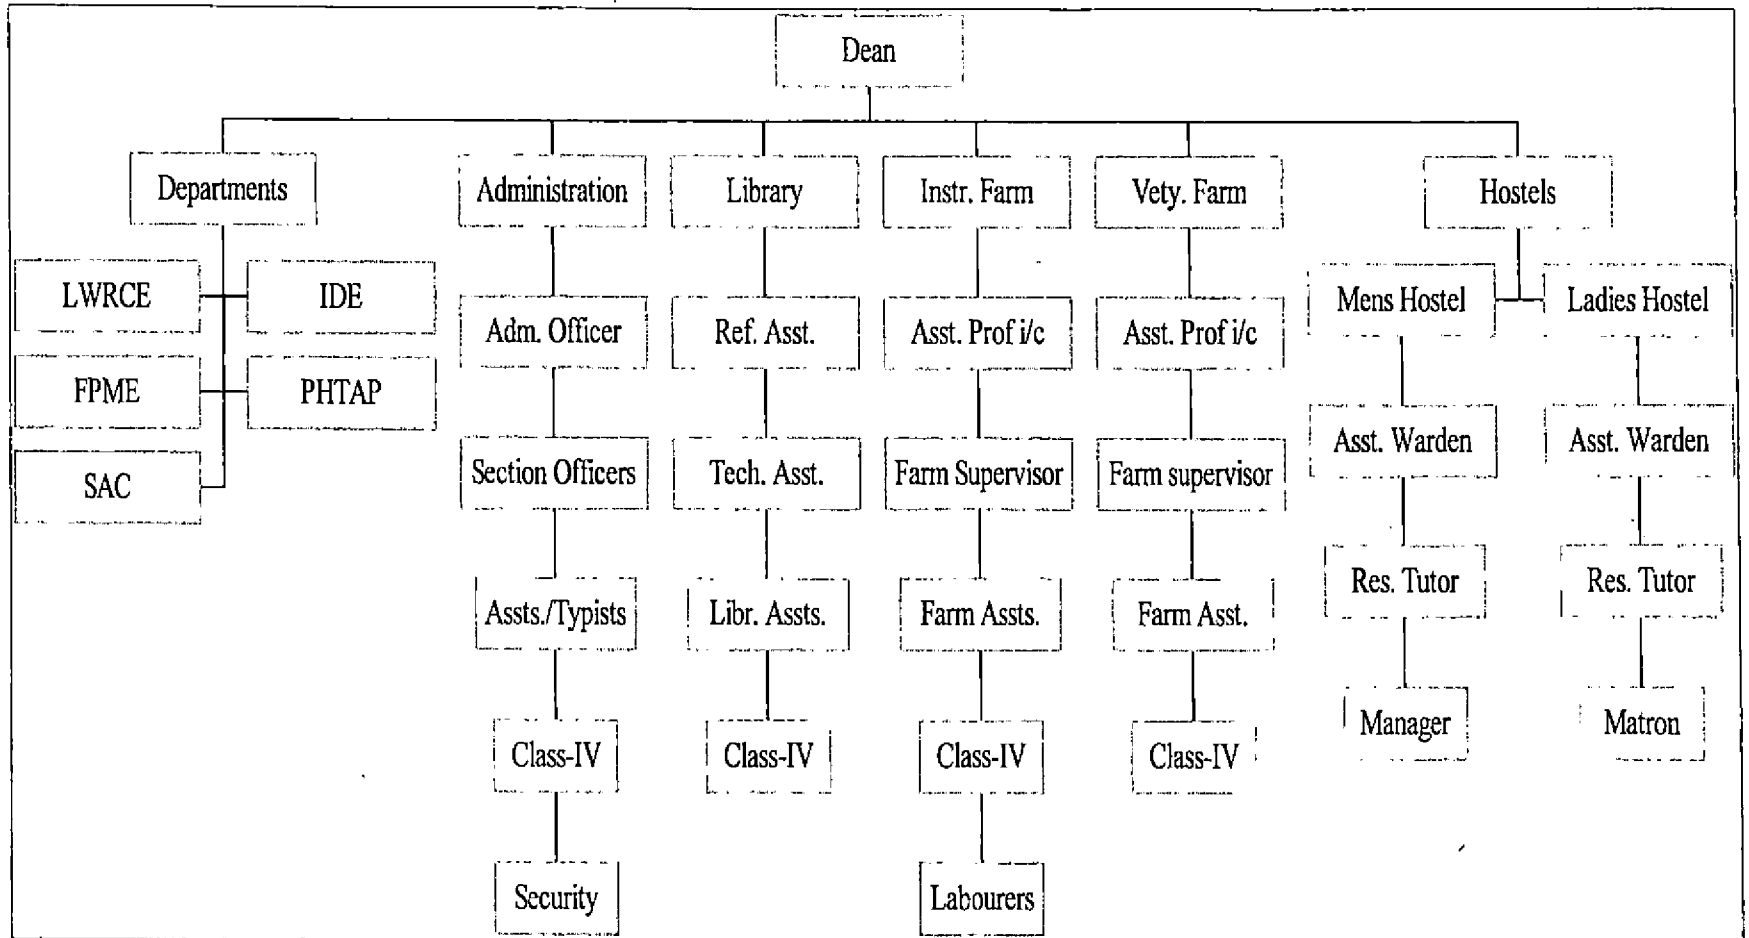 Dean
Departments
Administration
Library
Instr. Farm
Vety. Farm
Hostels
LWRCE
IDE
FPME
PHTAP
SAC
Adm. Officer
Section Officers
Assts./Typists
Class-IV
Security
Ref. Asst.
Tech. Asst.
Libr. Assts.
Class-IV
Asst. Prof i/c
Farm Supervisor
Farm Assts.
Class-IV
Labourers
Asst. Prof i/c
Farm supervisor
Farm Asst.
Class-IV
Mens Hostel
Asst. Warden
Res. Tutor
Manager
Ladies Hostel
Asst. Warden
Res. Tutor
Matron